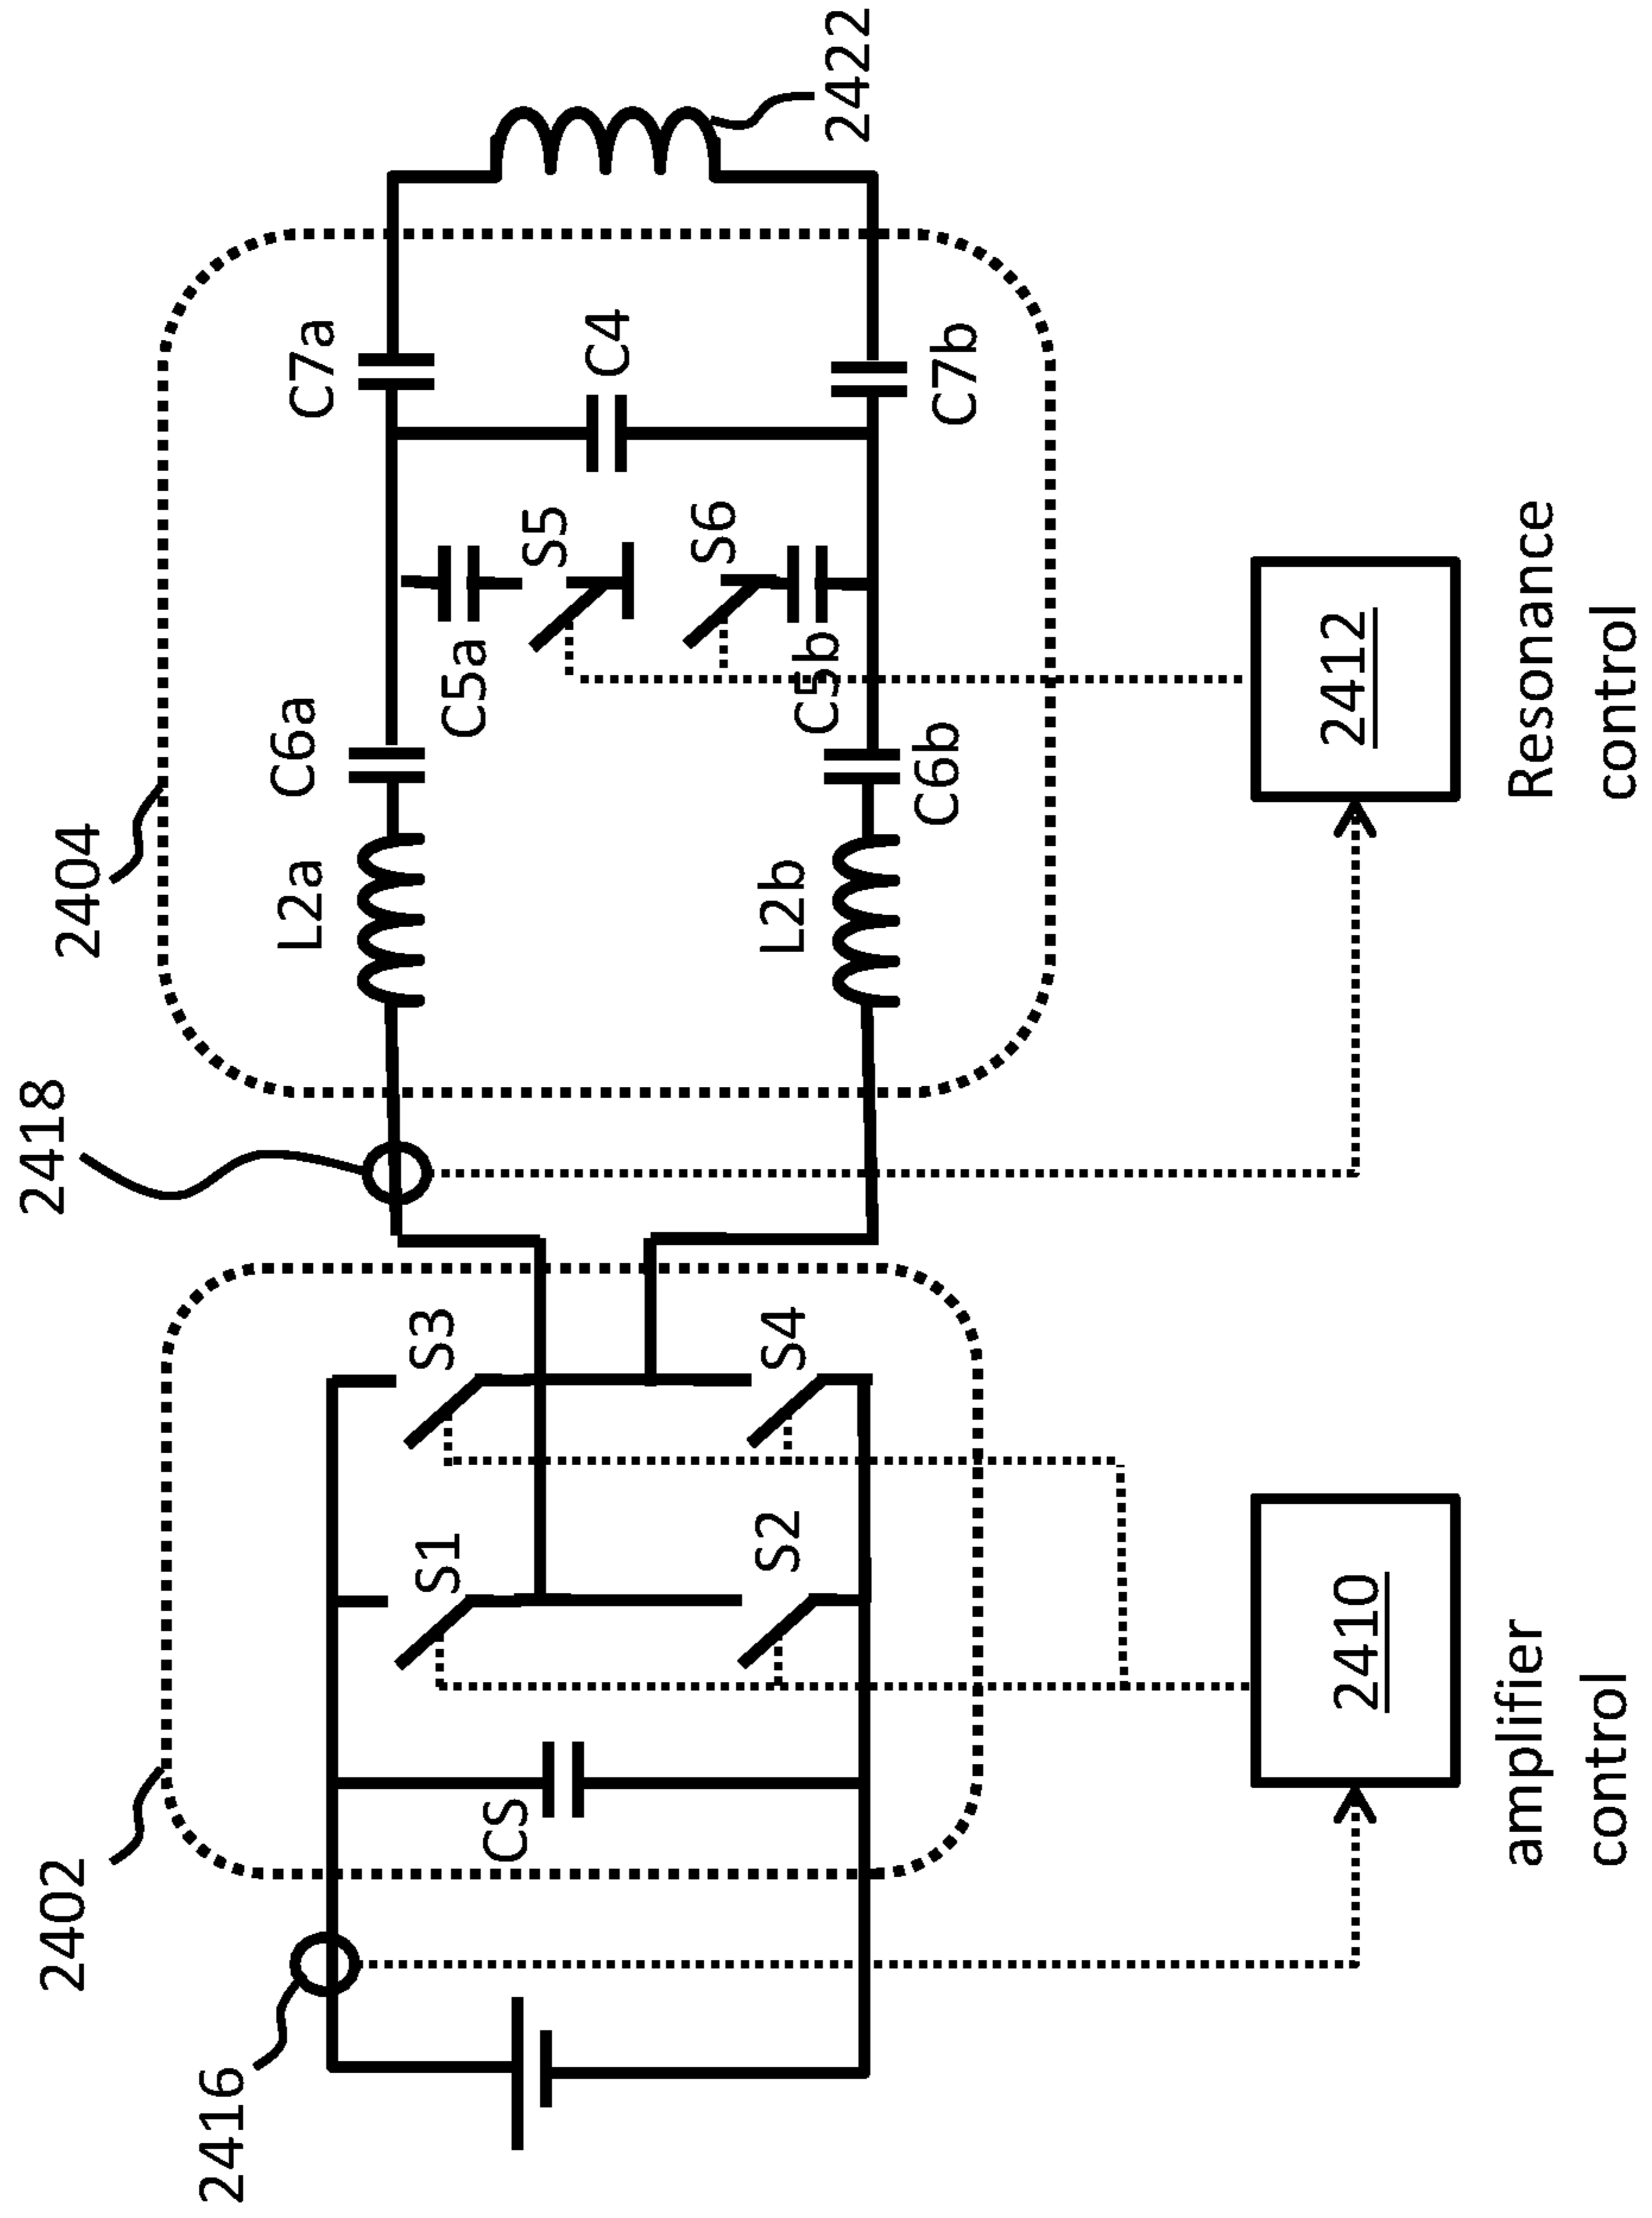 2416
2402
2418
2404
CS
S1
S2
S3
S4
L2a
L2b
C6a
C6b
C5a
C5b
S5
S6
C7a
C4
C7b
2422
2410
amplifier
control
2412
Resonance
control